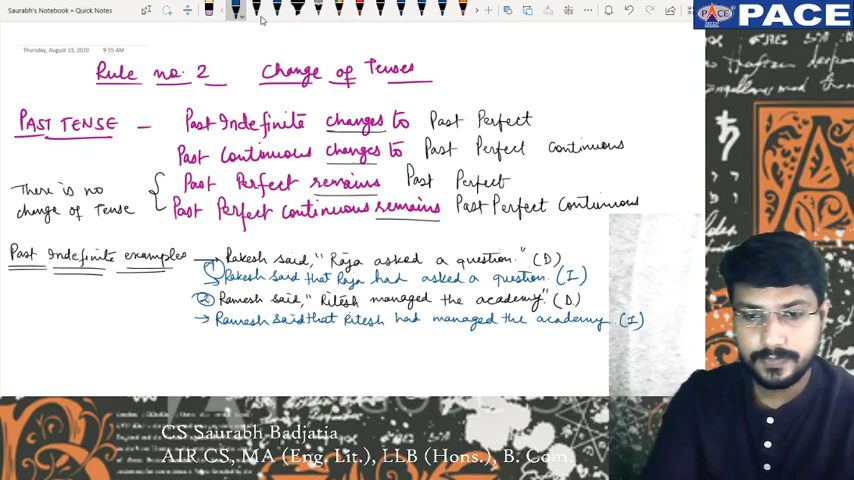 Saurabh's Notebook » Quick Notes
PACE
PACE
Thursday, August 13, 2020 9:55 AM
Rule no. 2 Change of Tenses
PAST TENSE – Past Indefinite changes to Past Perfect
Past Continuous changes to Past Perfect Continuous
There is no change of Tense { Past Perfect remains Past Perfect
Past Perfect Continuous remains Past Perfect Continuous
Past Indefinite examples → Rakesh said, "Raja asked a question." (D)
① → Rakesh said that Raja had asked a question. (I)
② Ramesh said, "Ritesh managed the academy." (D)
→ Ramesh said that Ritesh had managed the academy. (I)
CS Saurabh Badjatia
AIR CS, MA (Eng. Lit.), LLB (Hons.), B. Com.